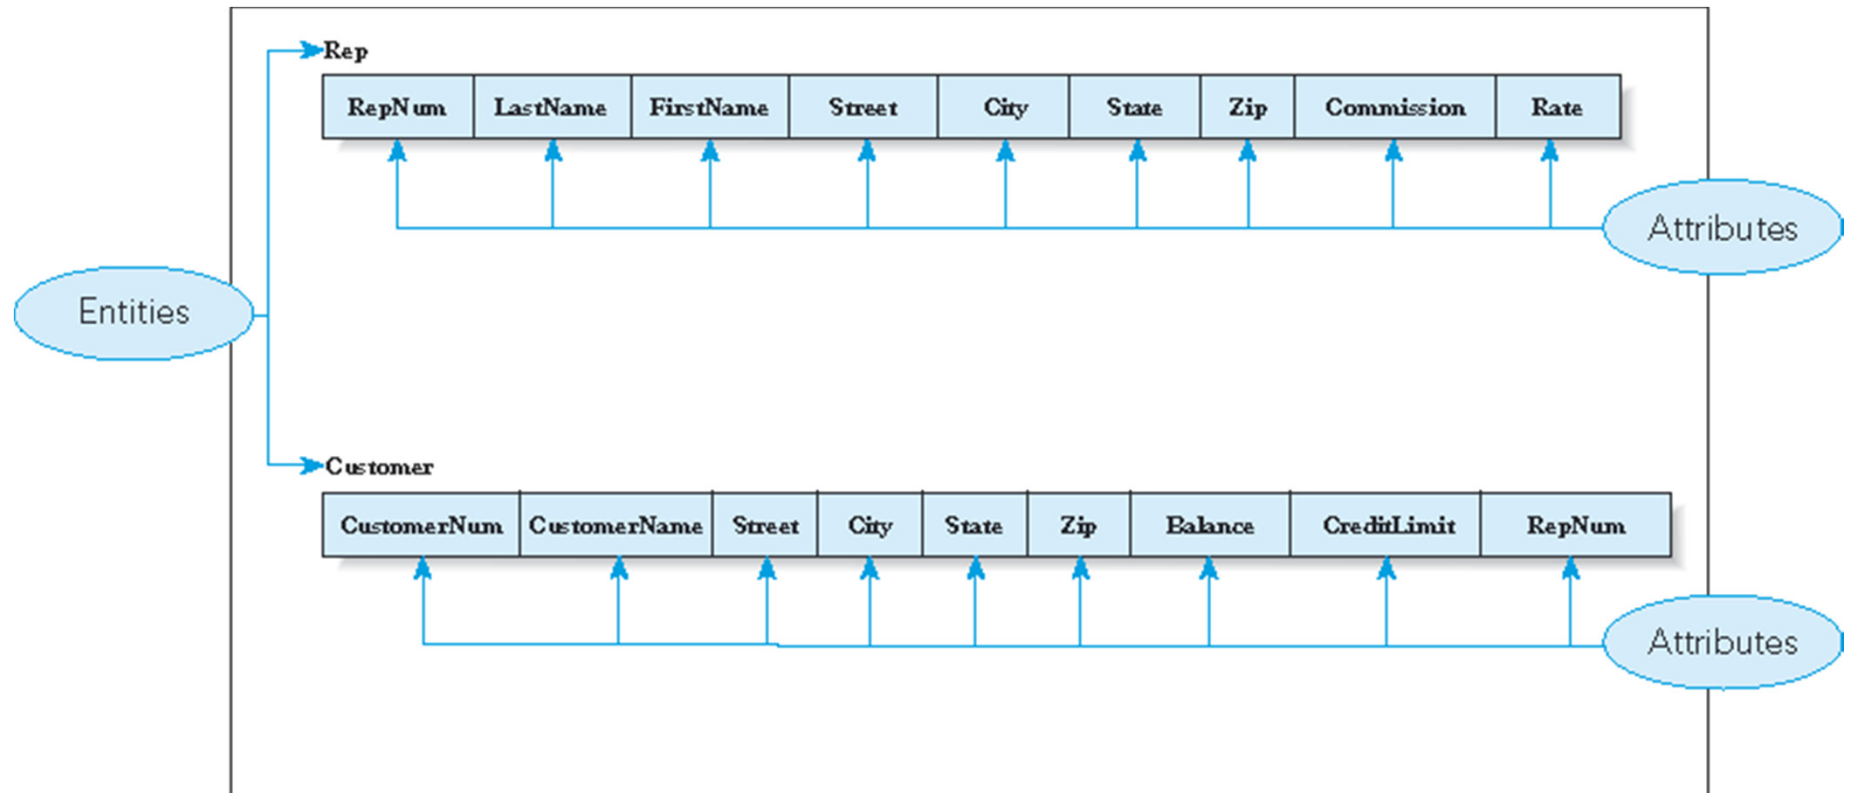 Rep
RepNum LastName FirstName Street City State Zip Commission Rate
Attributes
Entities
Customer
CustomerNum CustomerName Street City State Zip Balance CreditLimit RepNum
Attributes